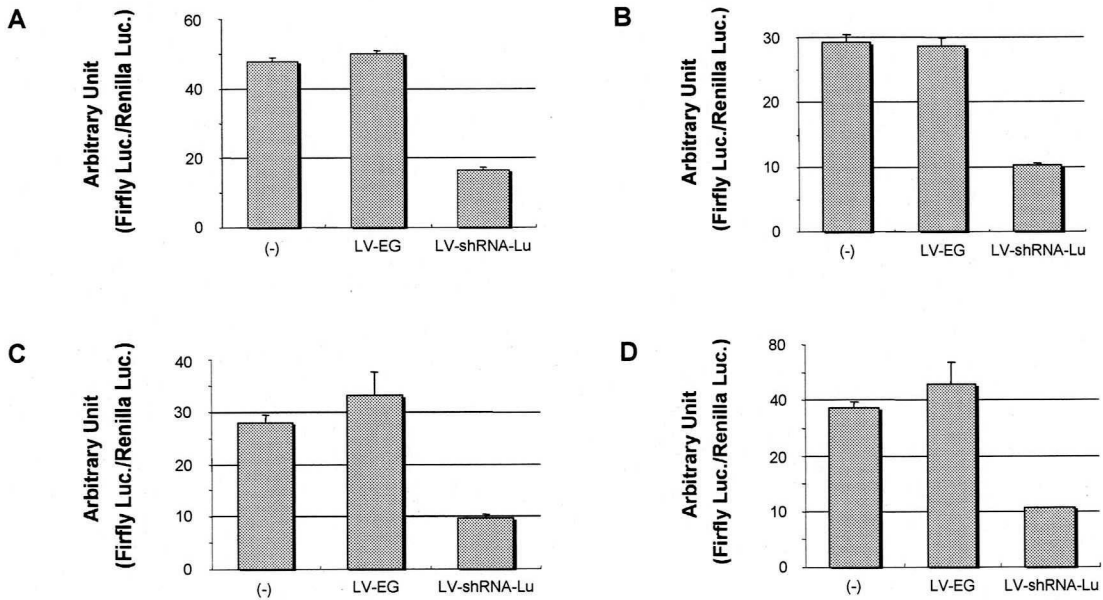 A
Arbitrary Unit
(Firfly Luc./Renilla Luc.)
60
40
20
0
(-)
LV-EG
LV-shRNA-Lu
B
Arbitrary Unit
(Firfly Luc./Renilla Luc.)
30
20
10
0
(-)
LV-EG
LV-shRNA-Lu
C
Arbitrary Unit
(Firfly Luc./Renilla Luc.)
40
30
20
10
0
(-)
LV-EG
LV-shRNA-Lu
D
Arbitrary Unit
(Firfly Luc./Renilla Luc.)
80
40
20
10
0
(-)
LV-EG
LV-shRNA-Lu